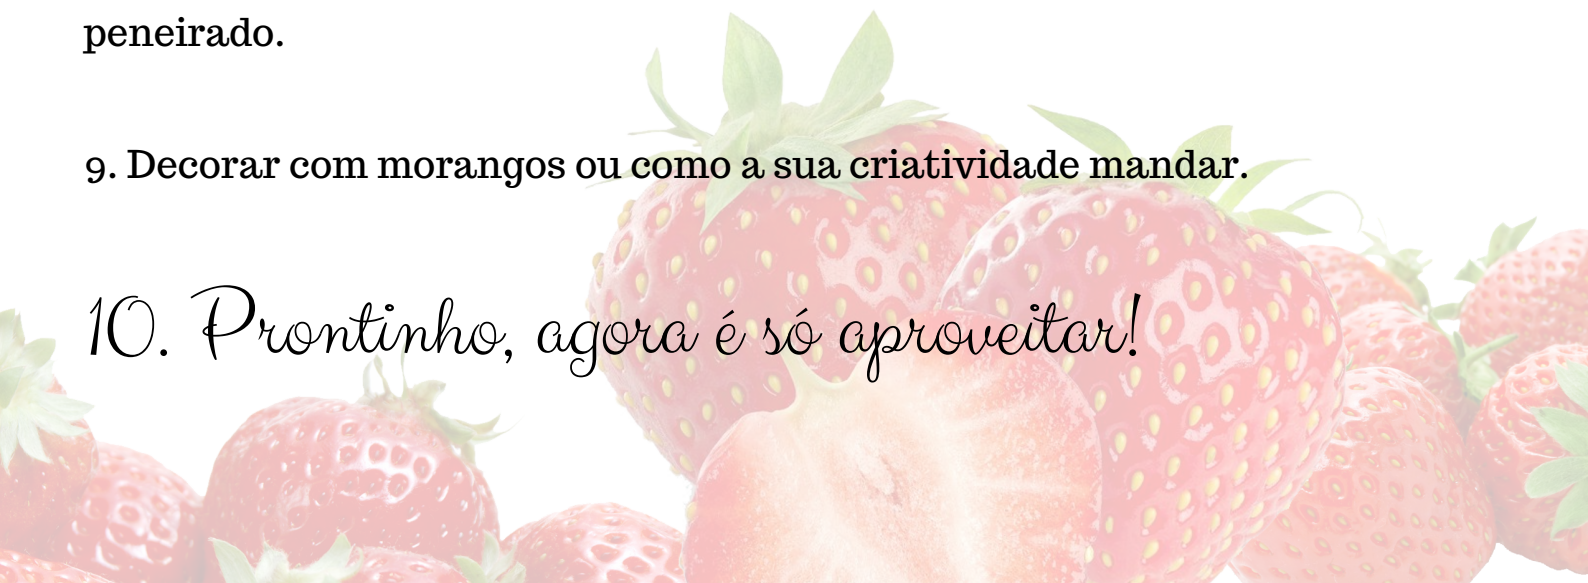 peneirado.
9. Decorar com morangos ou como a sua criatividade mandar.
10. Prontinho, agora é só aproveitar!